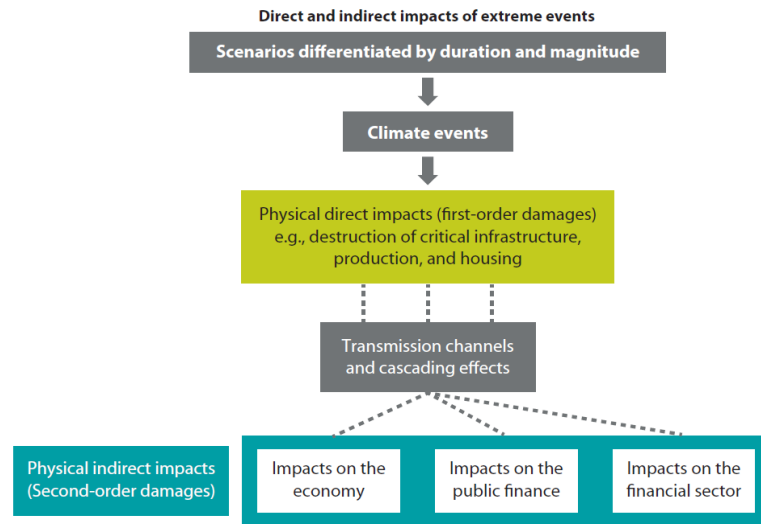 Direct and indirect impacts of extreme events
Scenarios differentiated by duration and magnitude
Climate events
Physical direct impacts (first-order damages)
e.g., destruction of critical infrastructure,
production, and housing
Transmission channels
and cascading effects
Physical indirect impacts
(Second-order damages)
Impacts on the
economy
Impacts on the
public finance
Impacts on the
financial sector